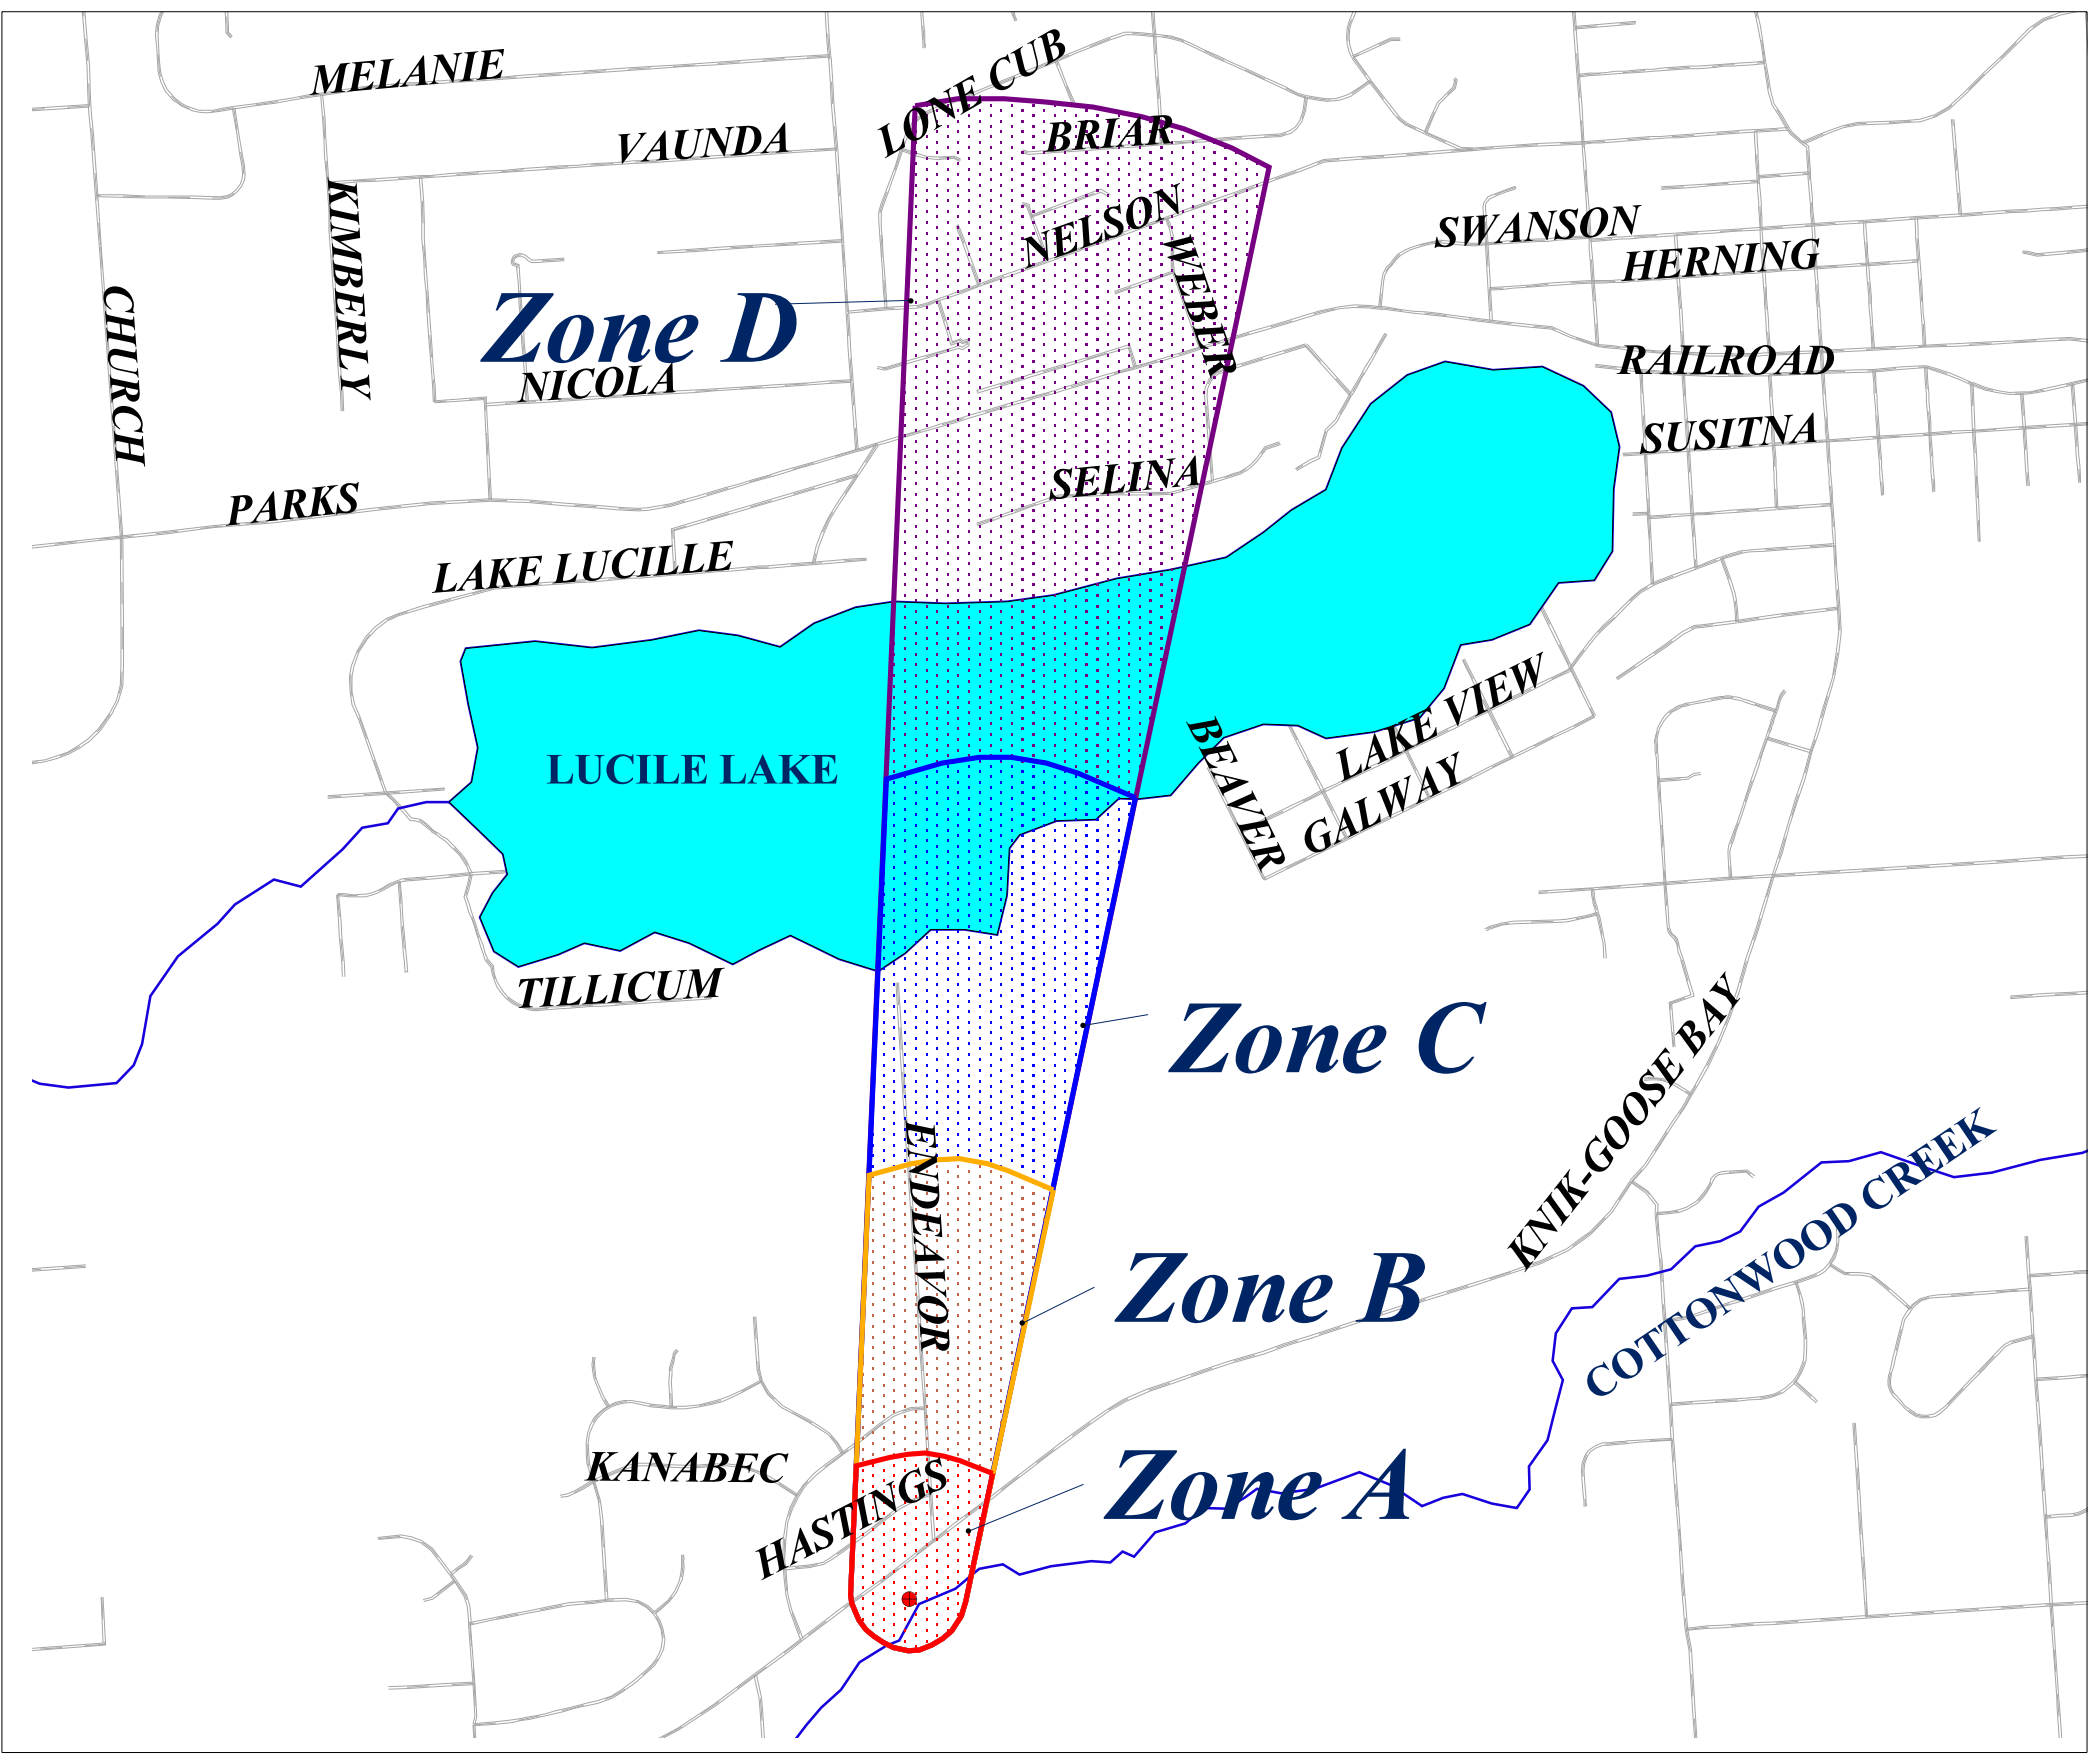 LONE CUB
MELANIE
VAUNDA
BRIAR
KIMBERLY
NELSON
SWANSON
HERNING
WEBER
CHURCH
Zone D
NICOLA
RAILROAD
SUSITNA
SELINA
PARKS
LAKE LUCILLE
LAKE VIEW
LUCILE LAKE
BEAVER
GALWAY
TILLICUM
Zone C
KNIK-GOOSE BAY
ENDEAVOR
COTTONWOOD CREEK
Zone B
KANABEC
Zone A
HASTINGS